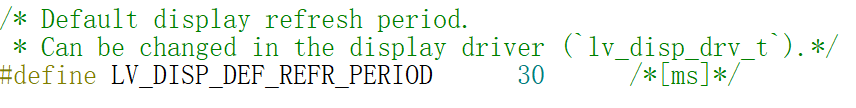 /* Default display refresh period.
 * Can be changed in the display driver (`lv_disp_drv_t`).*/
#define LV_DISP_DEF_REFR_PERIOD      30      /*[ms]*/